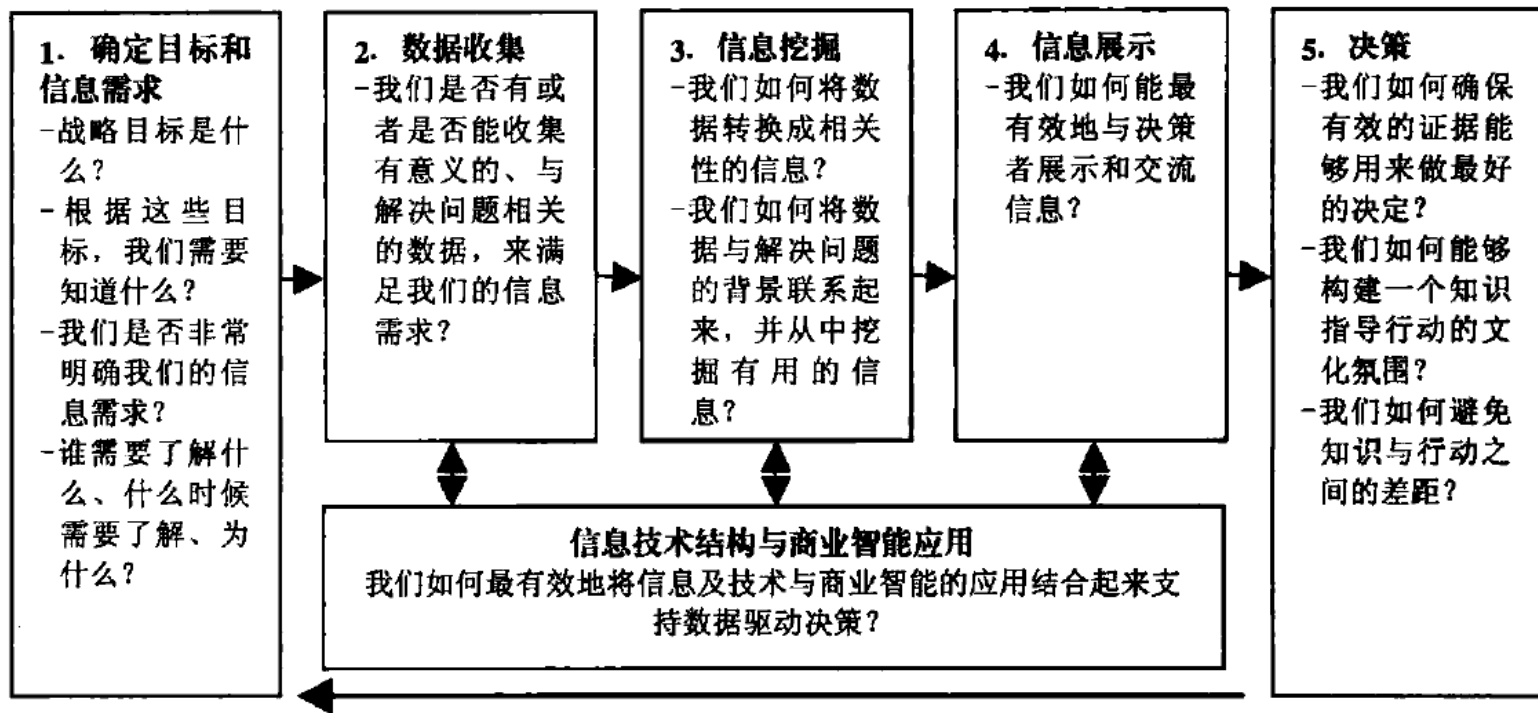 1. 确定目标和
信息需求
-战略目标是什
么?
-根据这些目
标,我们需要
知道什么?
-我们是否非常
明确我们的信
息需求?
-谁需要了解什
么、什么时候
需要了解、为
什么?
2. 数据收集
-我们是否有或
者是否能收集
有意义的、与
解决问题相关
的数据,来满
足我们的信息
需求?
3. 信息挖掘
-我们如何将数
据转换成相关
性的信息?
-我们如何将数
据与解决问题
的背景联系起
来,并从中挖
掘有用的信
息?
4. 信息展示
-我们如何能最
有效地与决策
者展示和交流
信息?
5. 决策
-我们如何确保
有效的证据能
够用来做最好
的决定?
-我们如何能够
构建一个知识
指导行动的文
化氛围?
-我们如何避免
知识与行动之
间的差距?
信息技术结构与商业智能应用
我们如何最有效地将信息及技术与商业智能的应用结合起来支
持数据驱动决策?